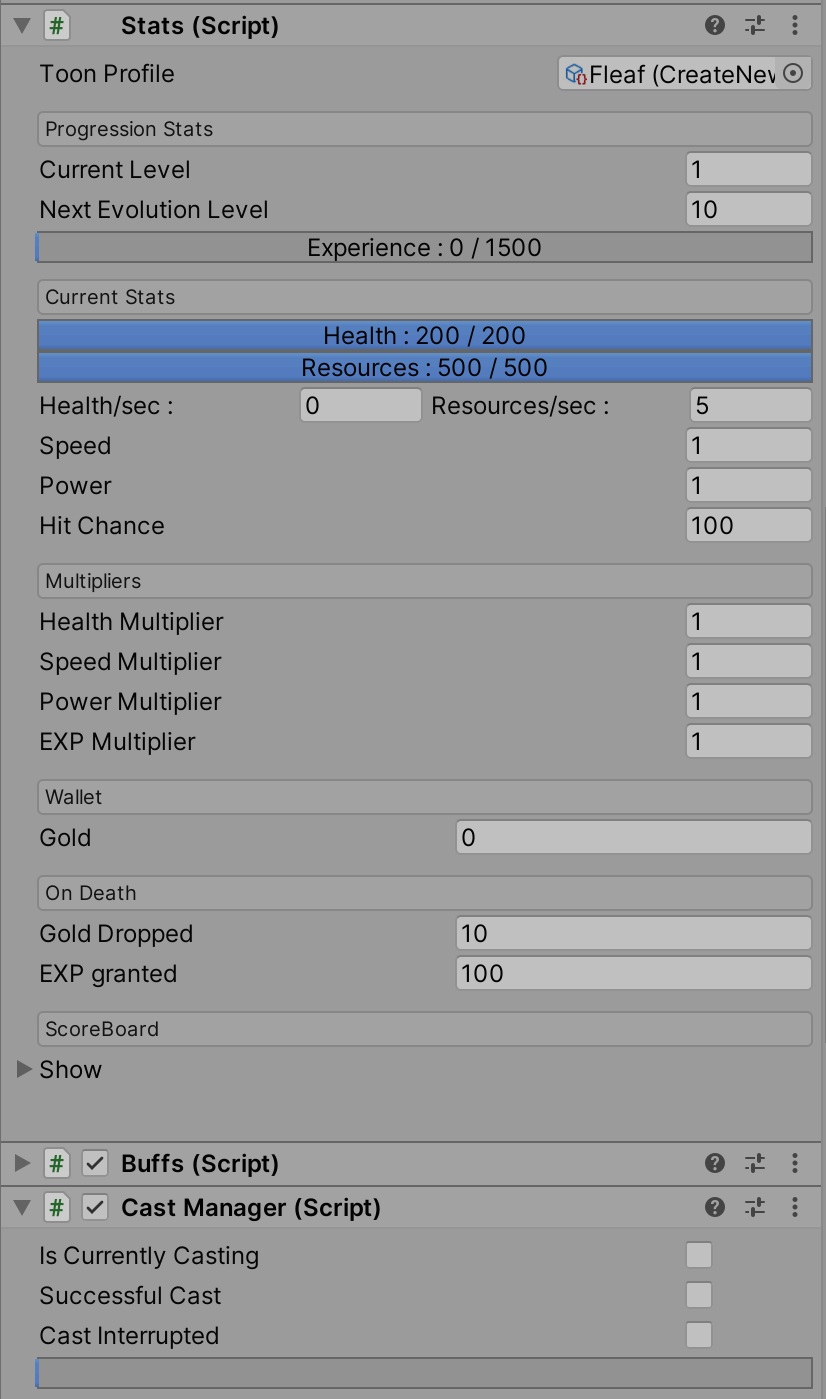 # Stats (Script)
Toon Profile Fleaf (CreateNew
Progression Stats
Current Level 1
Next Evolution Level 10
Experience : 0 / 1500
Current Stats
Health : 200 / 200
Resources : 500 / 500
Health/sec : 0 Resources/sec : 5
Speed 1
Power 1
Hit Chance 100
Multipliers
Health Multiplier 1
Speed Multiplier 1
Power Multiplier 1
EXP Multiplier 1
Wallet
Gold 0
On Death
Gold Dropped 10
EXP granted 100
ScoreBoard
Show
# Buffs (Script)
# Cast Manager (Script)
Is Currently Casting
Successful Cast
Cast Interrupted